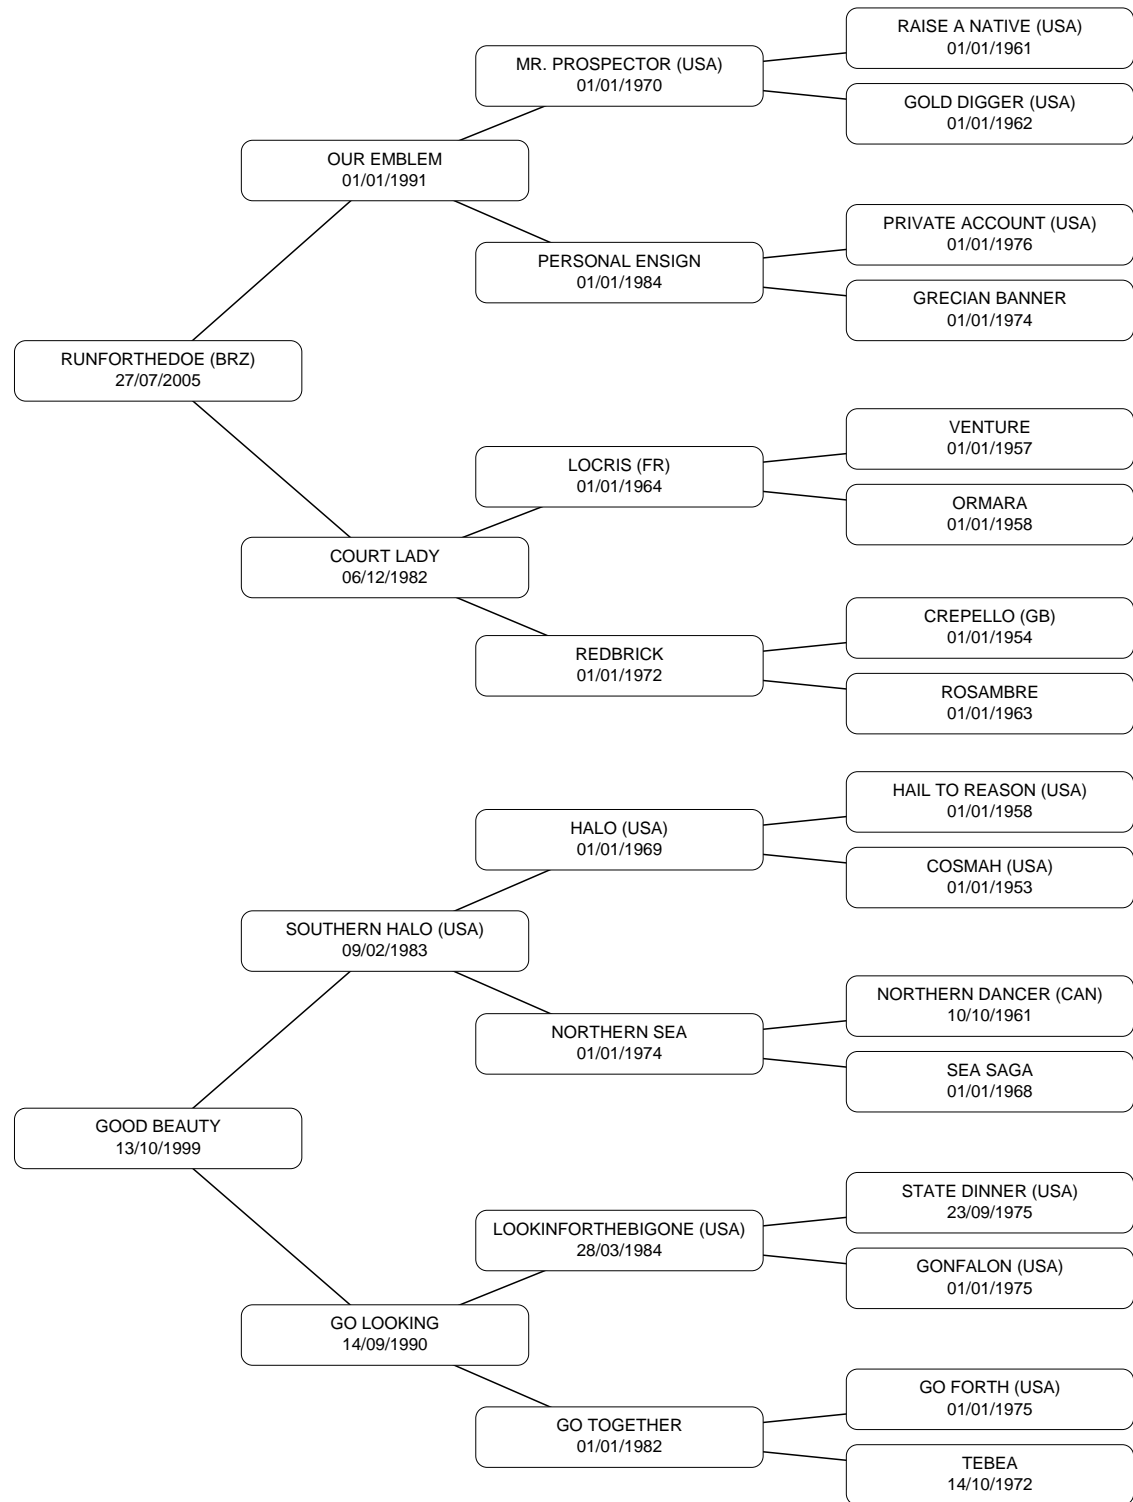 RAISE A NATIVE (USA)
01/01/1961
MR. PROSPECTOR (USA)
01/01/1970
GOLD DIGGER (USA)
01/01/1962
OUR EMBLEM
01/01/1991
PRIVATE ACCOUNT (USA)
01/01/1976
PERSONAL ENSIGN
01/01/1984
GRECIAN BANNER
01/01/1974
RUNFORTHEDOE (BRZ)
27/07/2005
VENTURE
01/01/1957
LOCRIS (FR)
01/01/1964
ORMARA
01/01/1958
COURT LADY
06/12/1982
CREPELLO (GB)
01/01/1954
REDBRICK
01/01/1972
ROSAMBRE
01/01/1963
HAIL TO REASON (USA)
01/01/1958
HALO (USA)
01/01/1969
COSMAH (USA)
01/01/1953
SOUTHERN HALO (USA)
09/02/1983
NORTHERN DANCER (CAN)
10/10/1961
NORTHERN SEA
01/01/1974
SEA SAGA
01/01/1968
GOOD BEAUTY
13/10/1999
STATE DINNER (USA)
23/09/1975
LOOKINFORTHEBIGONE (USA)
28/03/1984
GONFALON (USA)
01/01/1975
GO LOOKING
14/09/1990
GO FORTH (USA)
01/01/1975
GO TOGETHER
01/01/1982
TEBEA
14/10/1972